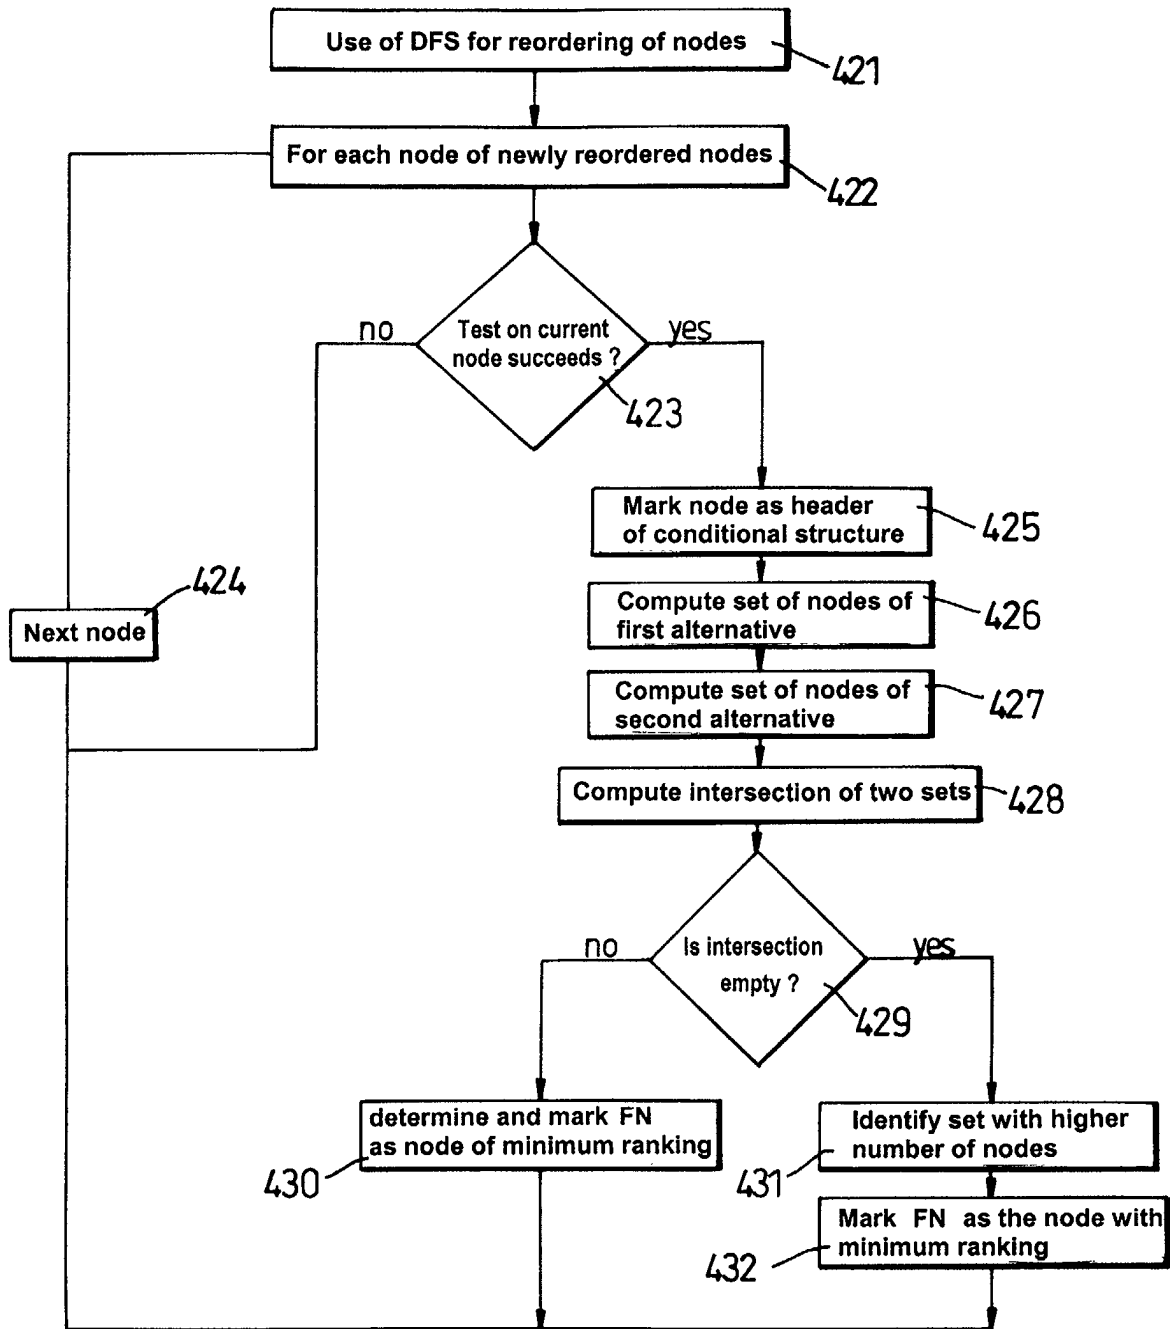 Use of DFS for reordering of nodes
421
For each node of newly reordered nodes
422
no
Test on current
node succeeds ?
yes
423
Mark node as header
of conditional structure
425
424
Next node
Compute set of nodes of
first alternative
426
Compute set of nodes of
second alternative
427
Compute intersection of two sets
428
no
Is intersection
empty ?
yes
429
determine and mark FN
as node of minimum ranking
430
Identify set with higher
number of nodes
431
Mark FN as the node with
minimum ranking
432